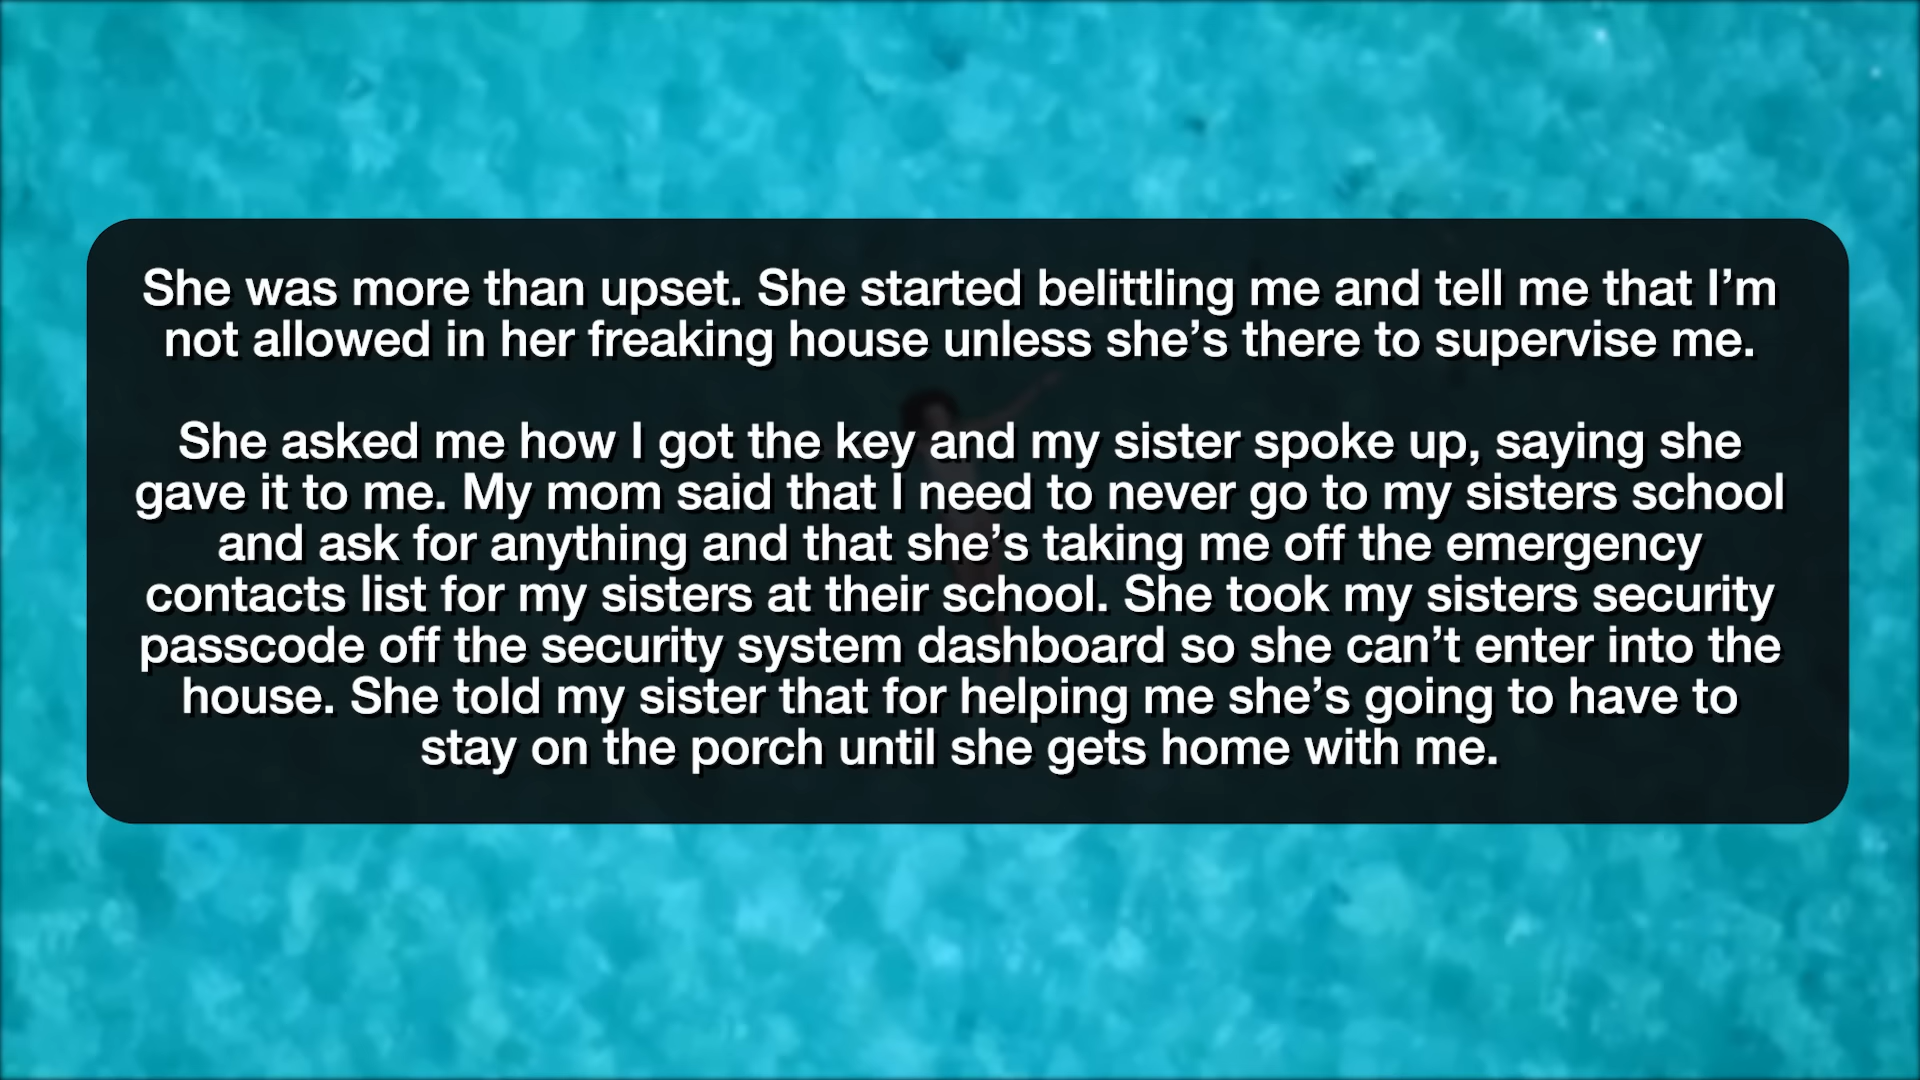 She was more than upset. She started belittling me and tell me that I’m
not allowed in her freaking house unless she’s there to supervise me.
She asked me how I got the key and my sister spoke up, saying she
gave it to me. My mom said that I need to never go to my sisters school
and ask for anything and that she’s taking me off the emergency
contacts list for my sisters at their school. She took my sisters security
passcode off the security system dashboard so she can’t enter into the
house. She told my sister that for helping me she’s going to have to
stay on the porch until she gets home with me.